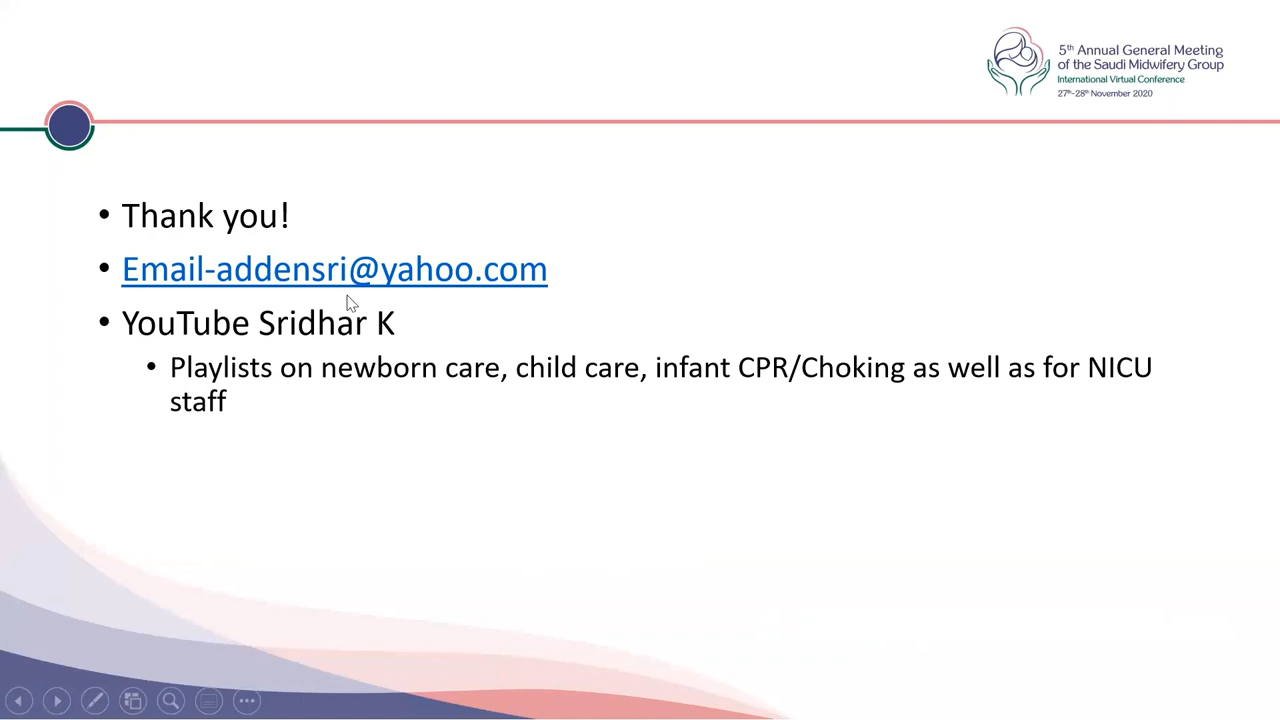 5th Annual General Meeting
of the Saudi Midwifery Group
International Virtual Conference
27th-28th November 2020
• Thank you!
• Email-addensri@yahoo.com
• YouTube Sridhar K
• Playlists on newborn care, child care, infant CPR/Choking as well as for NICU
staff